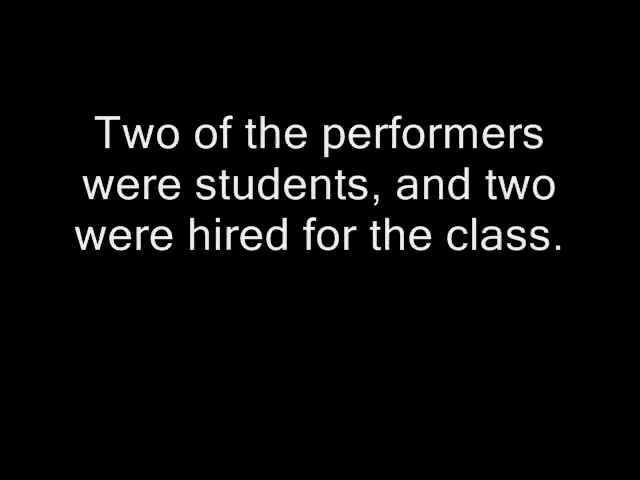 Two of the performers
were students, and two
were hired for the class.